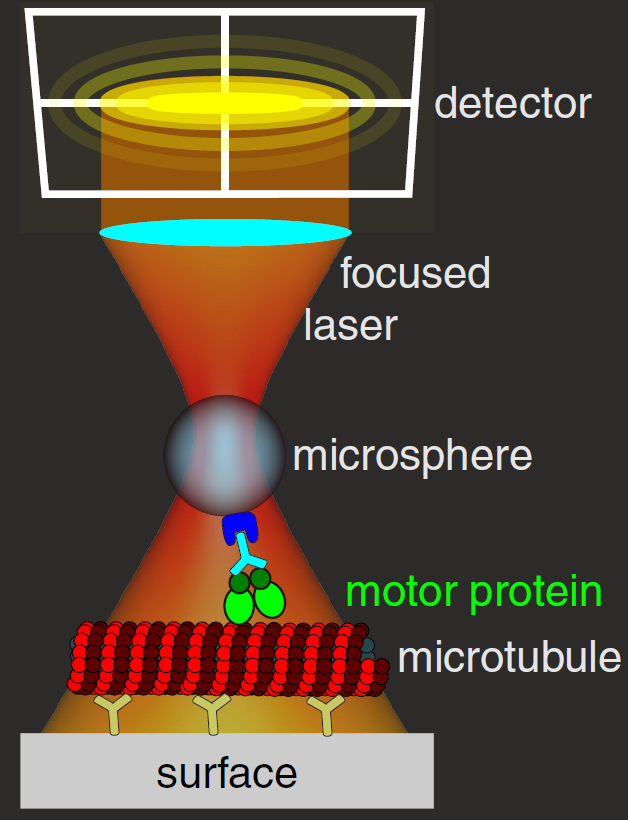 detector
focused
laser
microsphere
motor protein
microtubule
surface